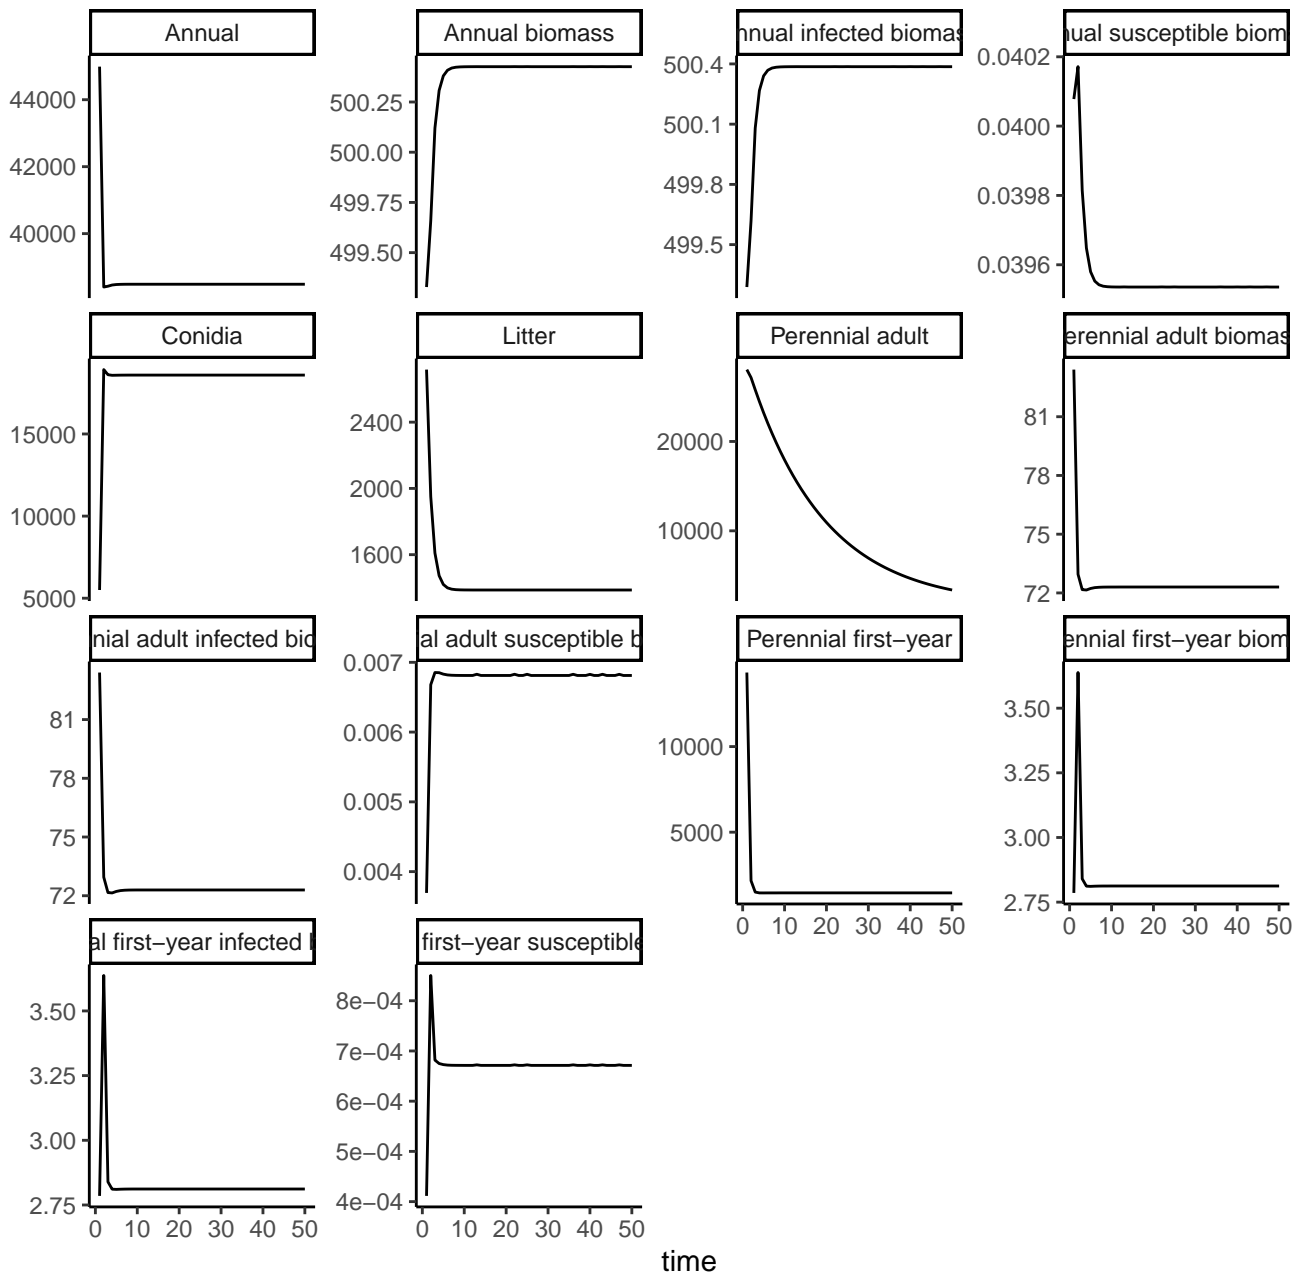 Annual
Annual biomass
nnual infected biomas
nual susceptible biom
44000
42000
40000
500.25
500.00
499.75
499.50
500.4
500.1
499.8
499.5
0.0402
0.0400
0.0398
0.0396
Conidia
Litter
Perennial adult
erennial adult biomas
15000
10000
5000
2400
2000
1600
20000
10000
81
78
75
72
nial adult infected bio
al adult susceptible b
Perennial first−year
ennial first−year biom
81
78
75
72
0.007
0.006
0.005
0.004
10000
5000
0 10 20 30 40 50
3.50
3.25
3.00
2.75
0 10 20 30 40 50
al first−year infected
first−year susceptible
3.50
3.25
3.00
2.75
0 10 20 30 40 50
8e−04
7e−04
6e−04
5e−04
4e−04
0 10 20 30 40 50
time